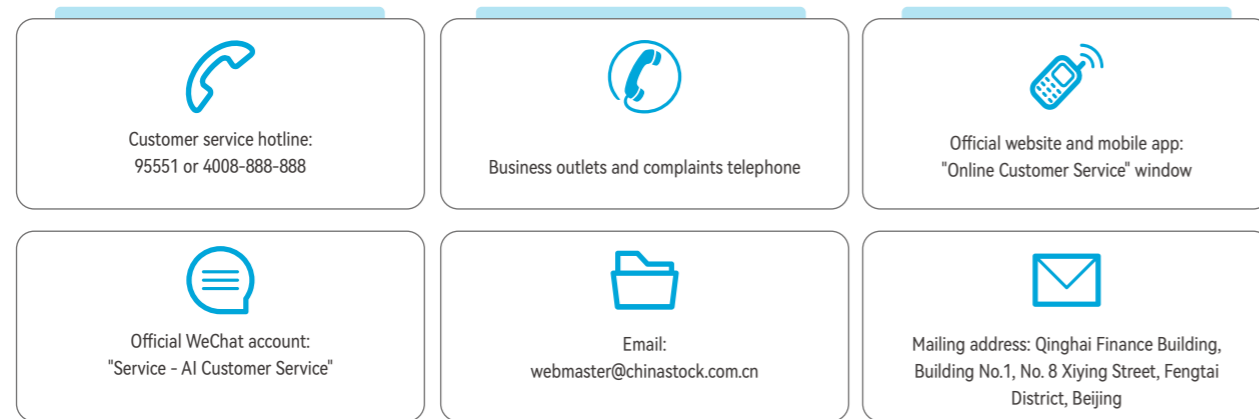 Customer service hotline:
95551 or 4008-888-888
Business outlets and complaints telephone
Official website and mobile app:
"Online Customer Service" window
Official WeChat account:
"Service - AI Customer Service"
Email:
webmaster@chinastock.com.cn
Mailing address: Qinghai Finance Building,
Building No.1, No. 8 Xiying Street, Fengtai
District, Beijing